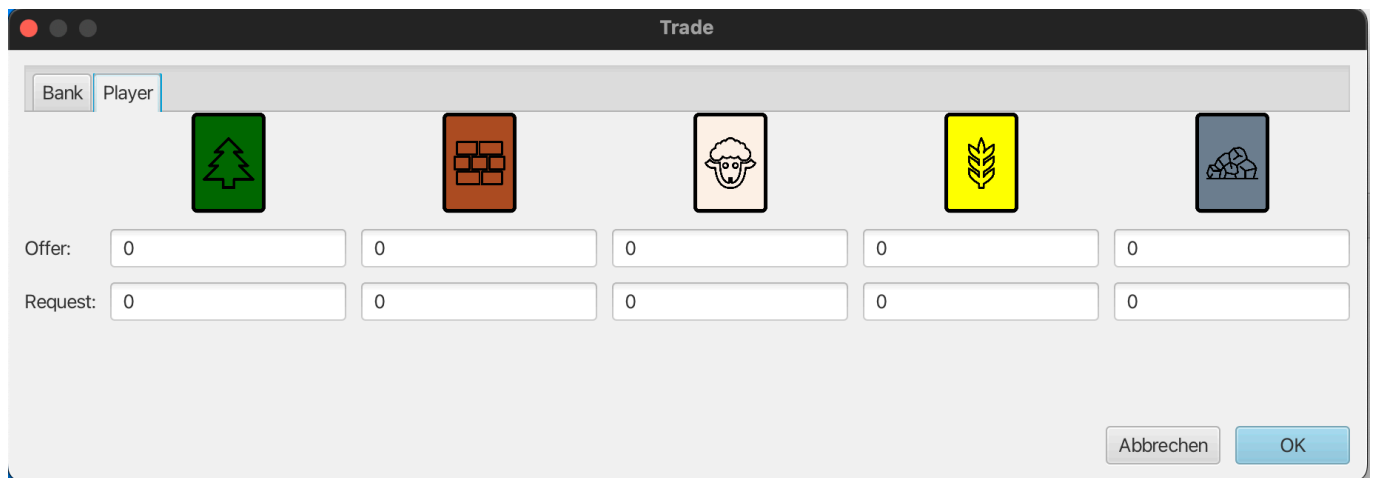 Trade
Bank Player
Offer: 0 0 0 0 0
Request: 0 0 0 0 0
Abbrechen OK